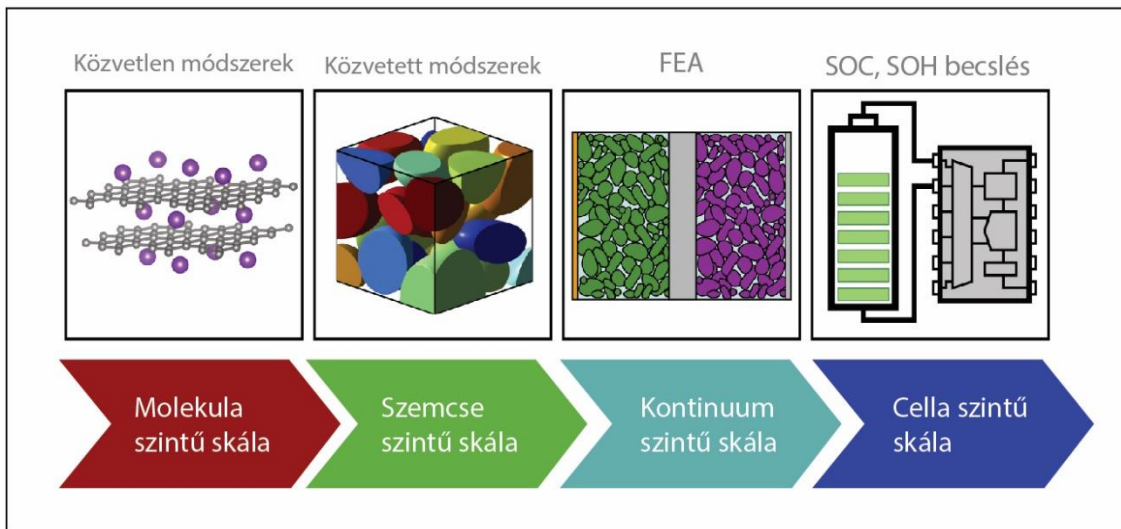 Közvetlen módszerek
Közvetett módszerek
FEA
SOC, SOH becslés
Molekula
szintű skála
Szemcse
szintű skála
Kontinuum
szintű skála
Cella szintű
skála